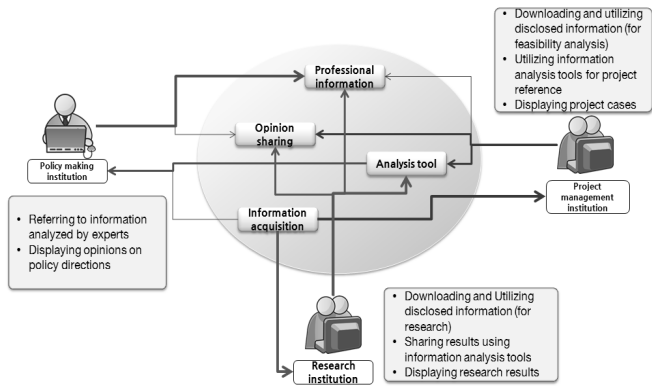 • Downloading and utilizing
disclosed information (for
feasibility analysis)
• Utilizing information
analysis tools for project
reference
• Displaying project cases
Professional
information
Opinion
sharing
Analysis tool
Information
acquisition
Policy making
institution
Project
management
institution
• Referring to information
analyzed by experts
• Displaying opinions on
policy directions
Research
institution
• Downloading and Utilizing
disclosed information (for
research)
• Sharing results using
information analysis tools
• Displaying research results